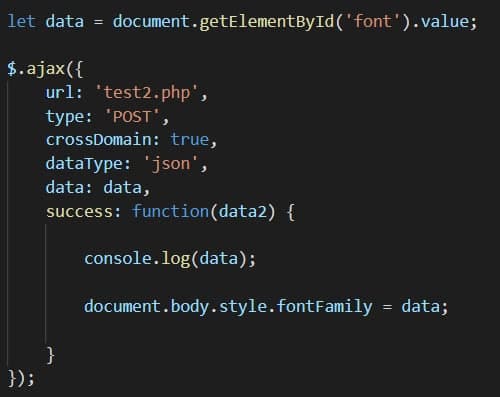 let data = document.getElementById('font').value;
$.ajax({
    url: 'test2.php',
    type: 'POST',
    crossDomain: true,
    dataType: 'json',
    data: data,
    success: function(data2) {
        console.log(data);
        document.body.style.fontFamily = data;
    }
});